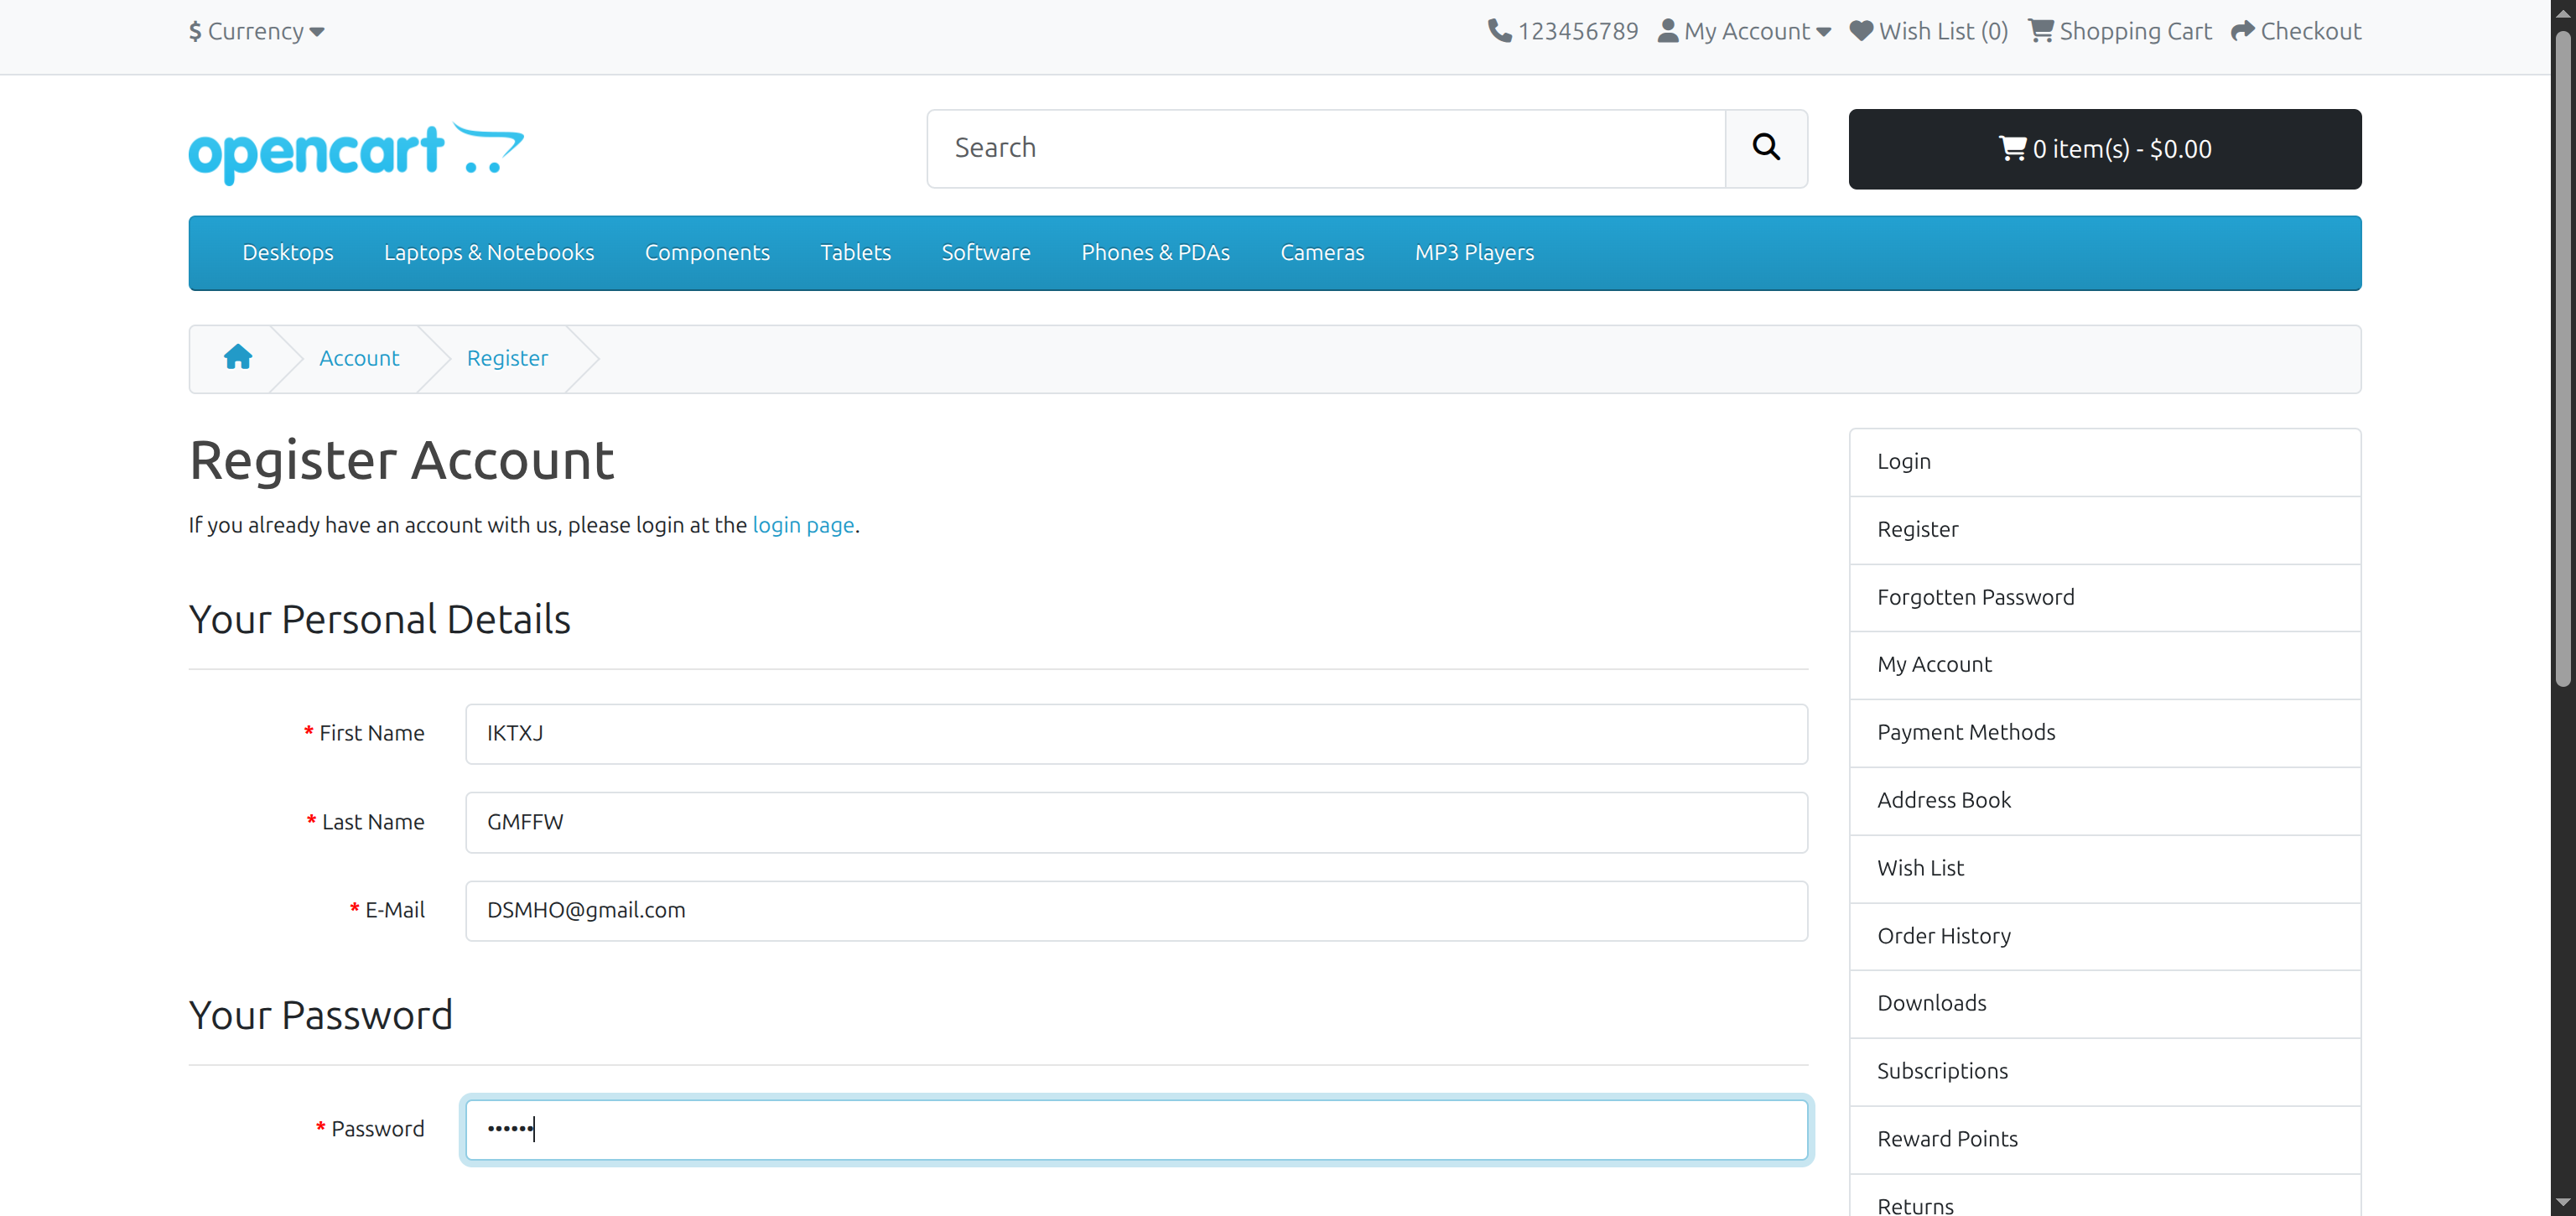 $ Currency
123456789 My Account Wish List (0) Shopping Cart Checkout
opencart
Search
0 item(s) - $0.00
Desktops Laptops & Notebooks Components Tablets Software Phones & PDAs Cameras MP3 Players
Account Register
Register Account
If you already have an account with us, please login at the login page.
Your Personal Details
* First Name IKTXJ
* Last Name GMFFW
* E-Mail DSMHO@gmail.com
Your Password
* Password ••••••
Login
Register
Forgotten Password
My Account
Payment Methods
Address Book
Wish List
Order History
Downloads
Subscriptions
Reward Points
Returns